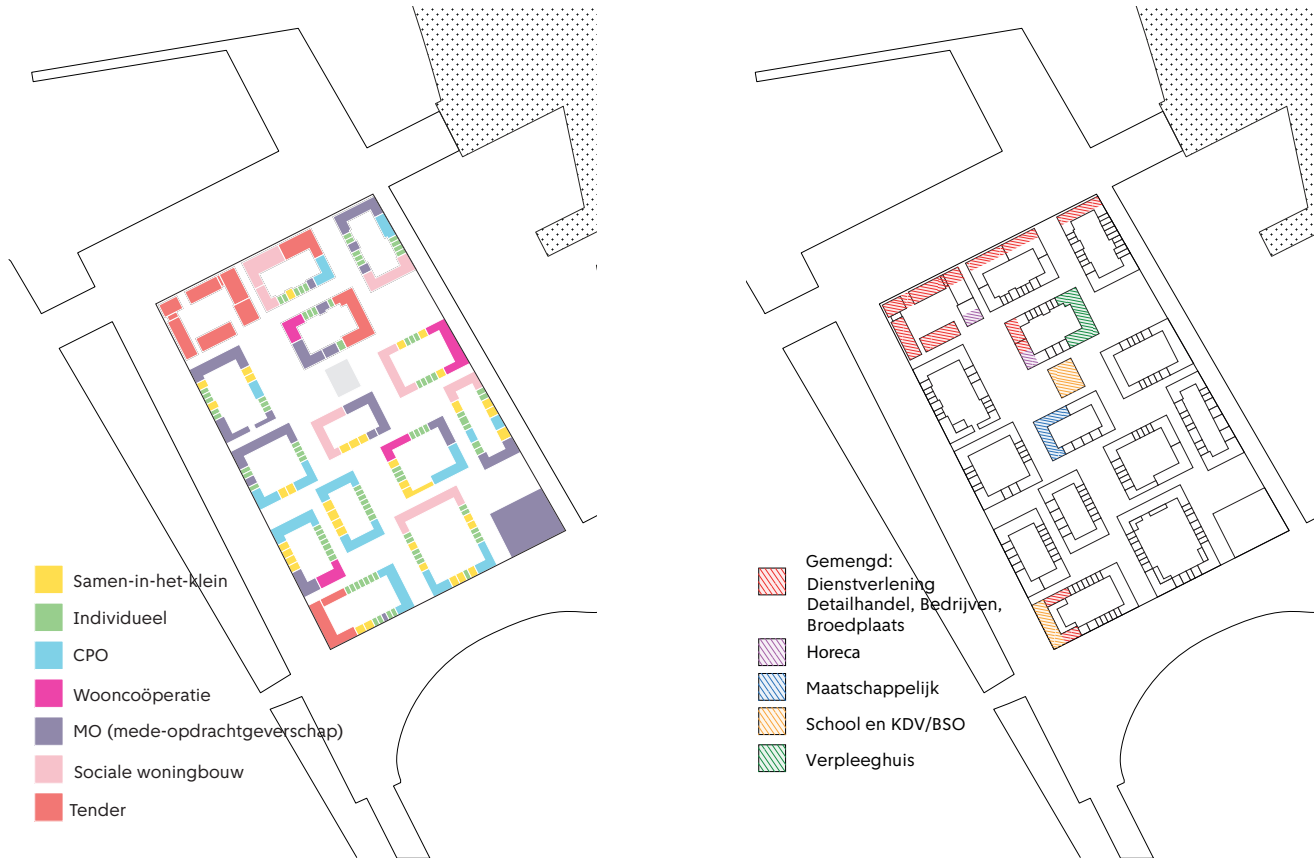 Samen-in-het-klein
Individueel
CPO
Wooncoöperatie
MO (mede-opdrachtgeverschap)
Sociale woningbouw
Tender
Gemengd:
Dienstverlening
Detailhandel, Bedrijven,
Broedplaats
Horeca
Maatschappelijk
School en KDV/BSO
Verpleeghuis